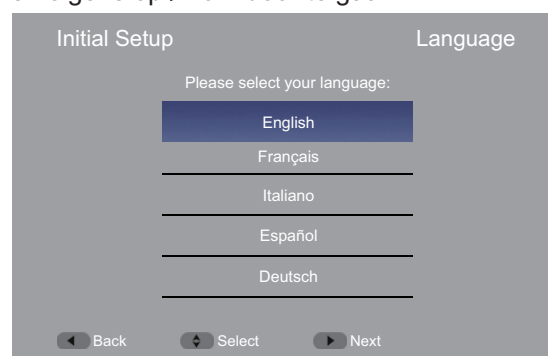 Initial Setup Language
Please select your language:
English
Français
Italiano
Español
Deutsch
Back Select Next